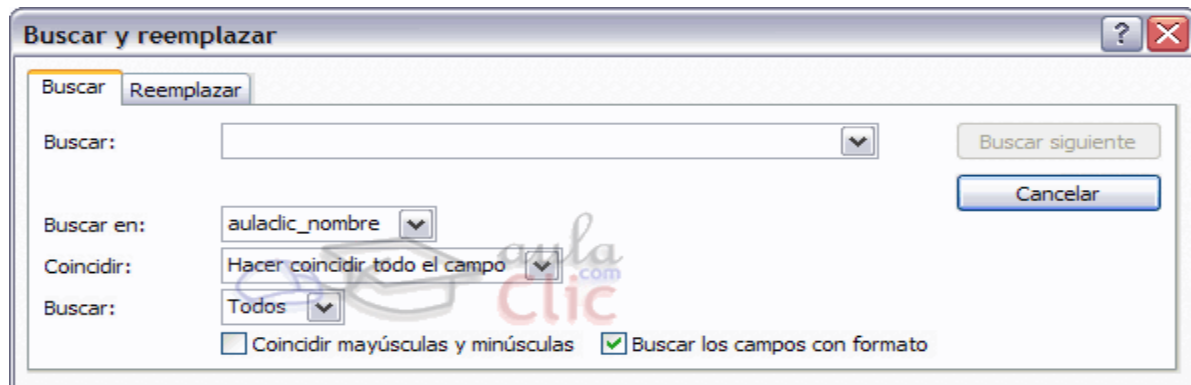 Buscar y reemplazar
?
Buscar Reemplazar
Buscar: Buscar siguiente
Cancelar
Buscar en: aulaclic_nombre
Coincidir: Hacer coincidir todo el campo
Buscar: Todos
Coincidir mayúsculas y minúsculas Buscar los campos con formato
aula
.com
Clic